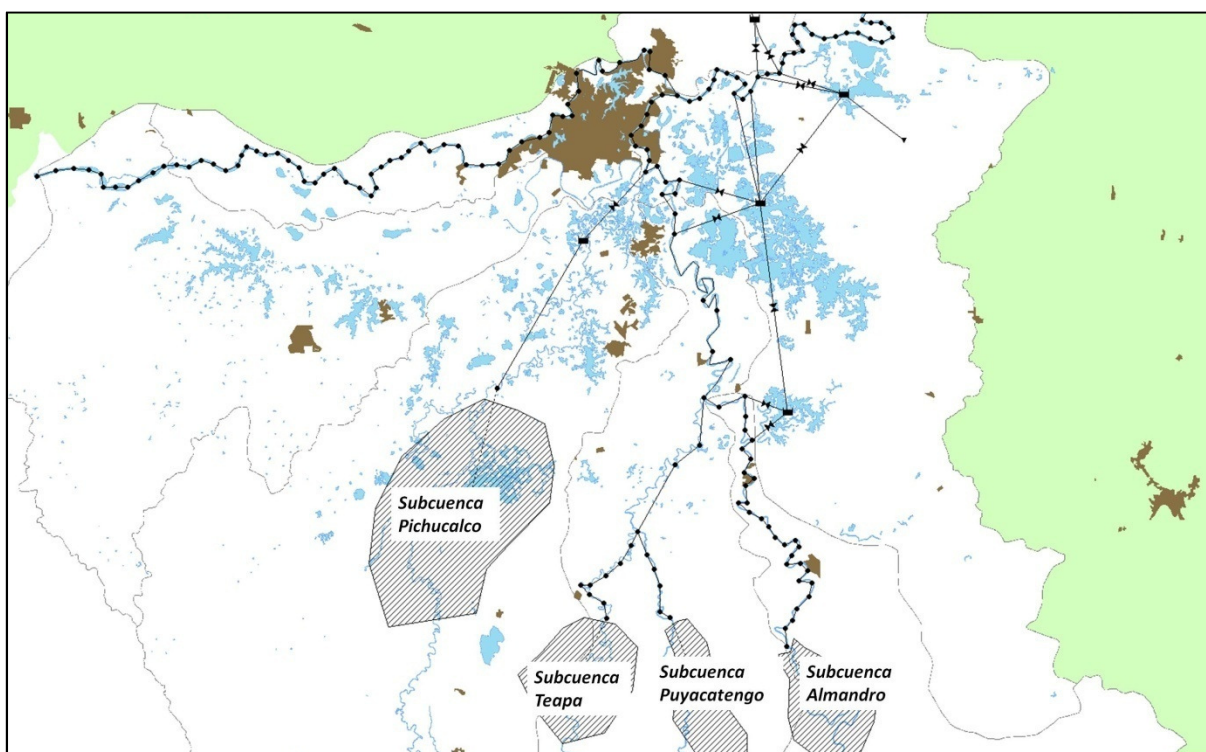 Subcuenca
Pichucalco
Subcuenca
Teapa
Subcuenca
Puyacatengo
Subcuenca
Almandro